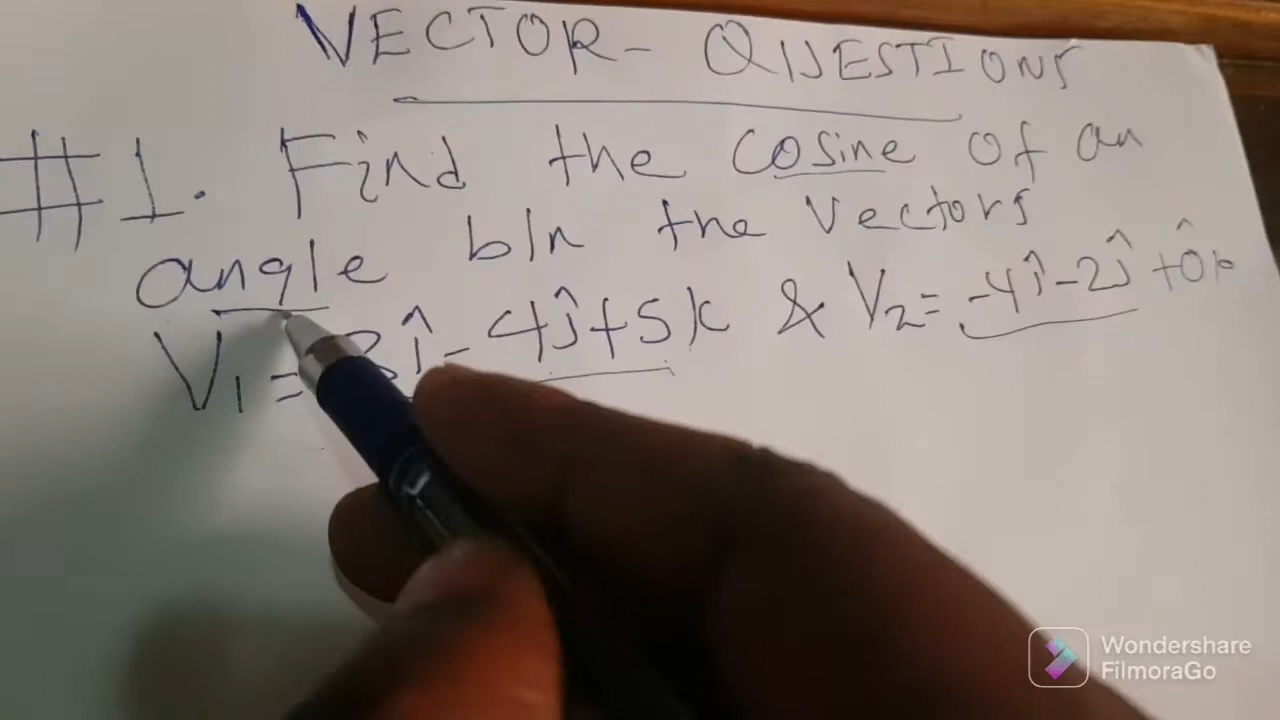 VECTOR- QUESTIONS
#1. Find the cosine of an
angle b/n the vectors
V₁= 3î - 4ĵ+5k & V₂= -4î-2ĵ +0k
Wondershare
FilmoraGo